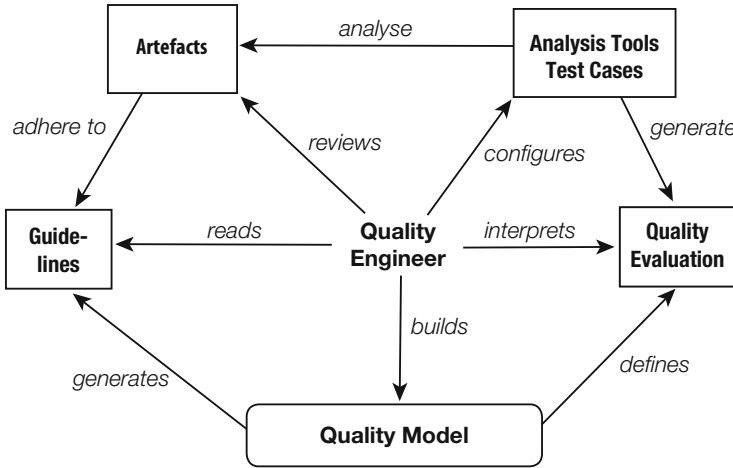 analyse
Artefacts
Analysis Tools
Test Cases
adhere to
reviews
configures
generate
Guide-
lines
reads
Quality
Engineer
interprets
Quality
Evaluation
builds
generates
defines
Quality Model